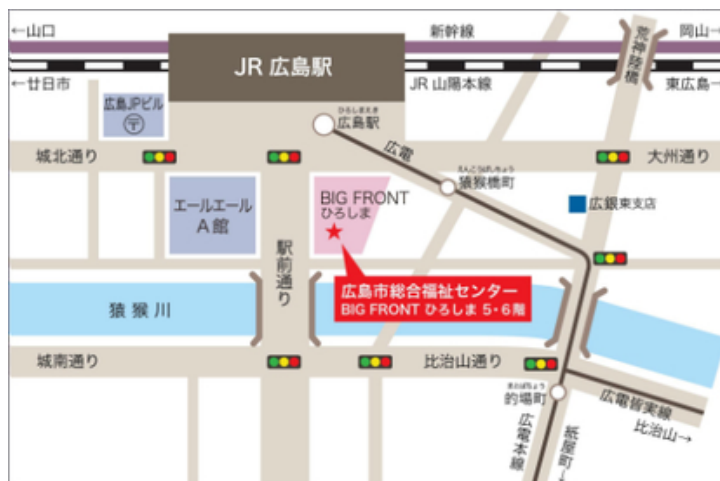 ←山口
新幹線
岡山→
荒神陸橋
JR 広島駅
←廿日市
JR 山陽本線
東広島→
広島JPビル
〒
ひろしまえき
広島駅
広電
城北通り
大州通り
えんこうばしちょう
猿猴橋町
エールエール
A館
BIG FRONT
ひろしま
広銀東支店
駅前通り
広島市総合福祉センター
BIG FRONT ひろしま 5・6階
猿猴川
城南通り
比治山通り
まとばちょう
的場町
広電皆実線
比治山→
広電本線
紙屋町→